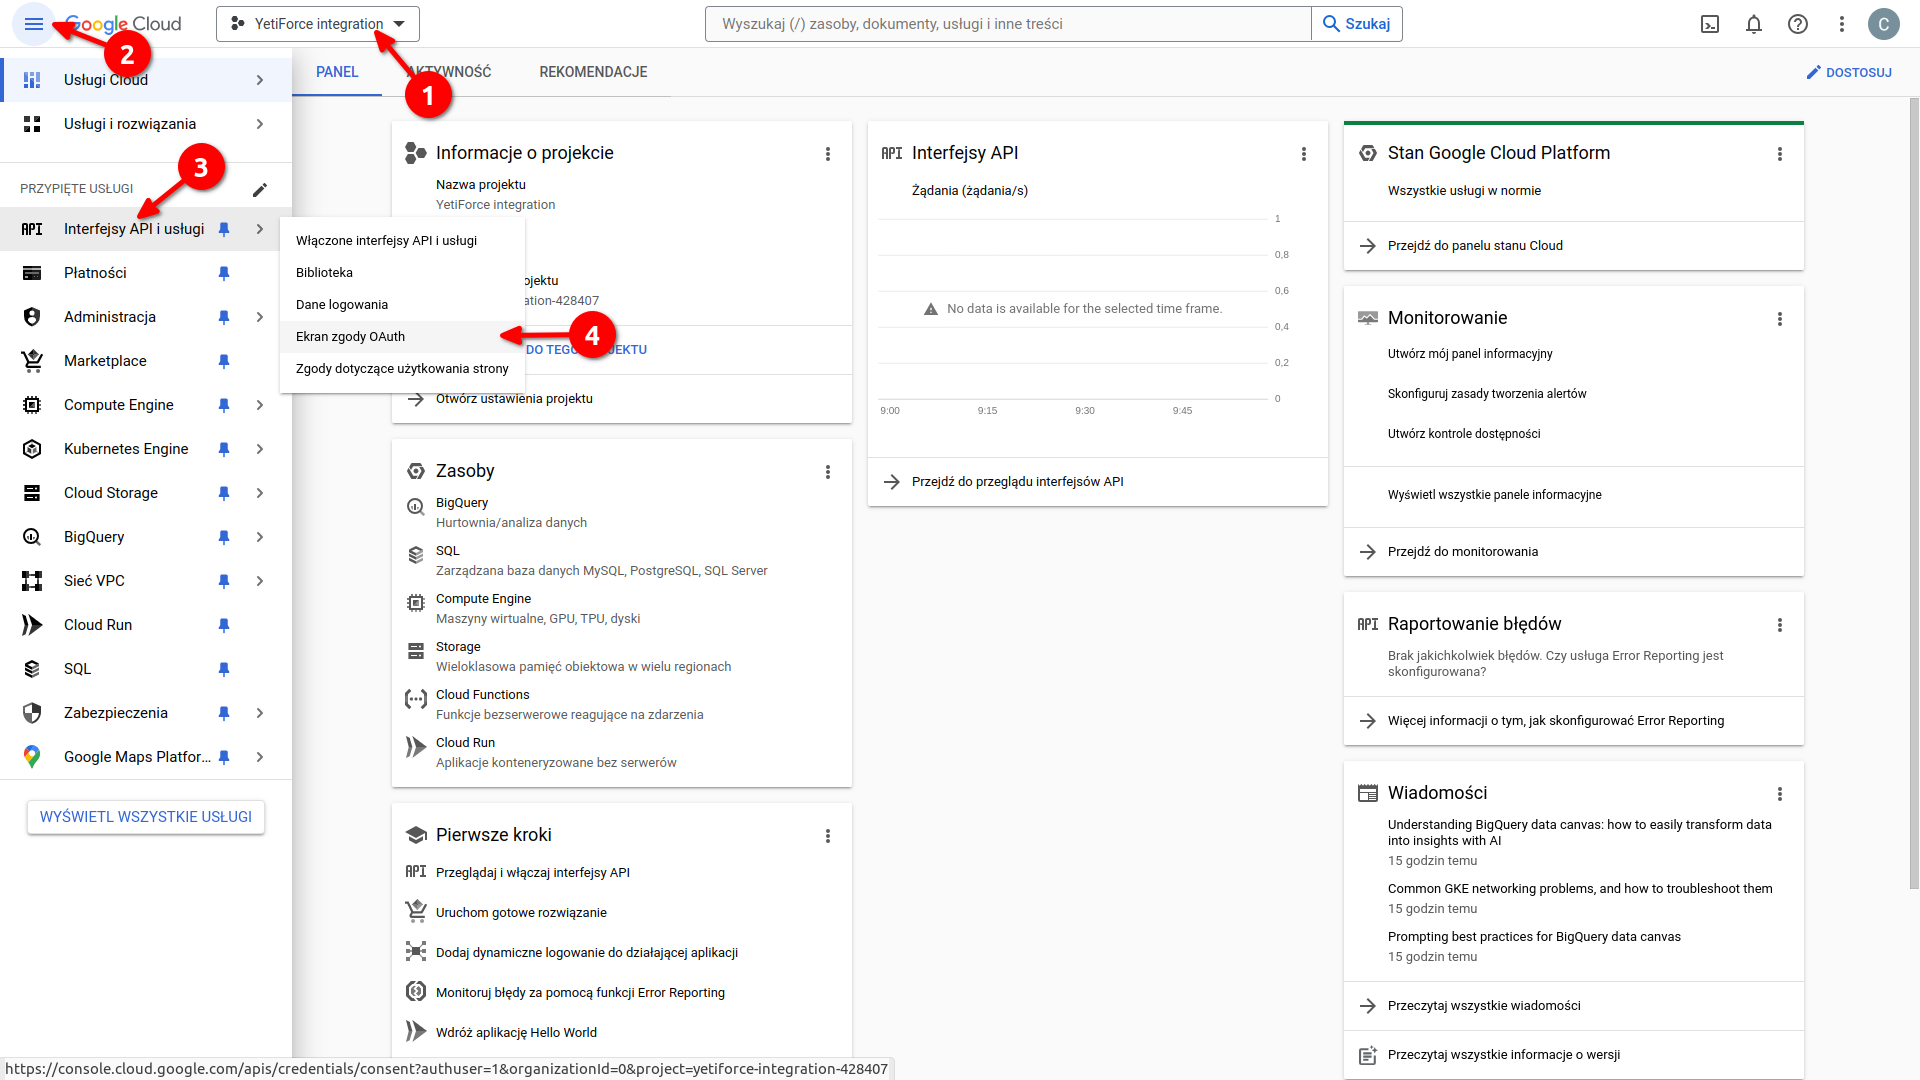 Google Cloud
YetiForce integration
Wyszukaj (/) zasoby, dokumenty, usługi i inne treści
Szukaj
C
2
1
Usługi Cloud
Usługi i rozwiązania
3
PRZYPIĘTE USŁUGI
Interfejsy API i usługi
Płatności
Administracja
Marketplace
Compute Engine
Kubernetes Engine
Cloud Storage
BigQuery
Sieć VPC
Cloud Run
SQL
Zabezpieczenia
Google Maps Platfor...
WYŚWIETL WSZYSTKIE USŁUGI
Włączone interfejsy API i usługi
Biblioteka
Dane logowania
Ekran zgody OAuth
4
Zgody dotyczące użytkowania strony
PANEL
AKTYWNOŚĆ
REKOMENDACJE
DOSTOSUJ
Informacje o projekcie
Nazwa projektu
YetiForce integration
ojektu
ation-428407
DO TEGO
JEKTU
Otwórz ustawienia projektu
Zasoby
BigQuery
Hurtownia/analiza danych
SQL
Zarządzana baza danych MySQL, PostgreSQL, SQL Server
Compute Engine
Maszyny wirtualne, GPU, TPU, dyski
Storage
Wieloklasowa pamięć obiektowa w wielu regionach
Cloud Functions
Funkcje bezserwerowe reagujące na zdarzenia
Cloud Run
Aplikacje konteneryzowane bez serwerów
Pierwsze kroki
API
Przeglądaj i włączaj interfejsy API
Uruchom gotowe rozwiązanie
Dodaj dynamiczne logowanie do działającej aplikacji
Monitoruj błędy za pomocą funkcji Error Reporting
Wdróż aplikację Hello World
API
Interfejsy API
Żądania (żądania/s)
1
0,8
0,6
No data is available for the selected time frame.
0,4
0,2
0
9:00
9:15
9:30
9:45
Przejdź do przeglądu interfejsów API
Stan Google Cloud Platform
Wszystkie usługi w normie
Przejdź do panelu stanu Cloud
Monitorowanie
Utwórz mój panel informacyjny
Skonfiguruj zasady tworzenia alertów
Utwórz kontrole dostępności
Wyświetl wszystkie panele informacyjne
Przejdź do monitorowania
API
Raportowanie błędów
Brak jakichkolwiek błędów. Czy usługa Error Reporting jest
skonfigurowana?
Więcej informacji o tym, jak skonfigurować Error Reporting
Wiadomości
Understanding BigQuery data canvas: how to easily transform data
into insights with AI
15 godzin temu
Common GKE networking problems, and how to troubleshoot them
15 godzin temu
Prompting best practices for BigQuery data canvas
15 godzin temu
Przeczytaj wszystkie wiadomości
Przeczytaj wszystkie informacje o wersji
https://console.cloud.google.com/apis/credentials/consent?authuser=1&organizationId=0&project=yetiforce-integration-428407